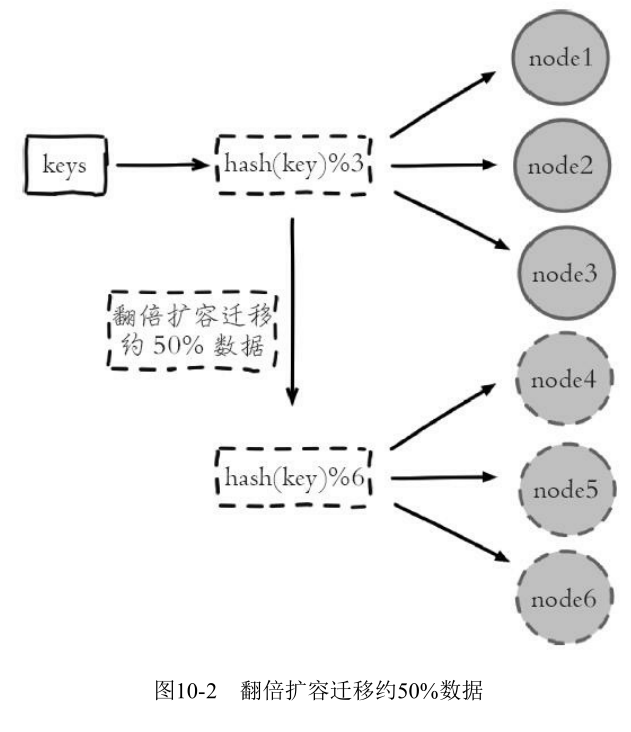 node1
keys
hash(key)%3
node2
node3
翻倍扩容迁移
约 50% 数据
node4
hash(key)%6
node5
node6
图10-2 翻倍扩容迁移约50%数据